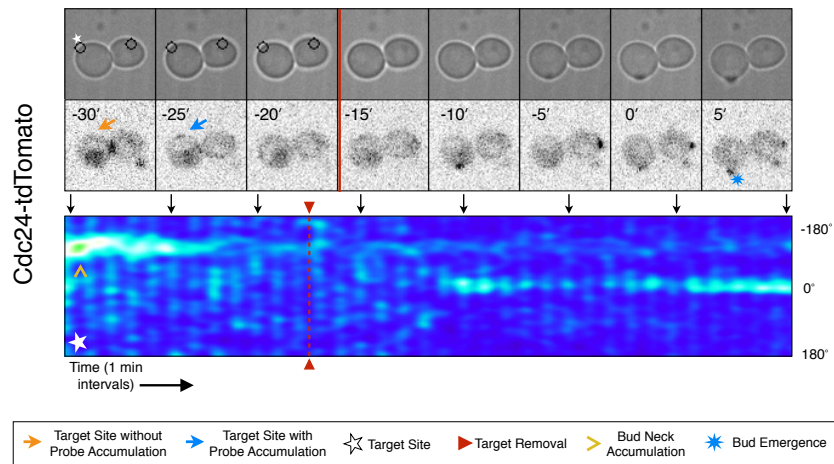 Cdc24-tdTomato
-30' -25' -20' -15' -10' -5' 0' 5'
-180°
0°
180°
Time (1 min
intervals)
Target Site without
Probe Accumulation
Target Site with
Probe Accumulation
Target Site
Target Removal
Bud Neck
Accumulation
Bud Emergence